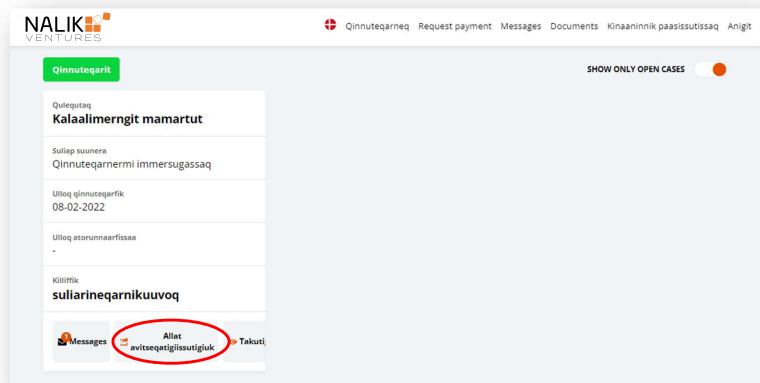 NALIK
VENTURES
Qinnuteqarneq Request payment Messages Documents Kinaaninnik paasissutissaq Anigit
Qinnuteqarit
SHOW ONLY OPEN CASES
Qulequtaq
Kalaalimerngit mamartut
Suliap suunera
Qinnuteqarnermi immersugassaq
Ulloq qinnuteqarfik
08-02-2022
Ulloq atorunnaarfissaa
-
Killiffik
suliarineqarnikuuvoq
1
Messages
Allat
avitseqatigiissutigiuk
Takuti